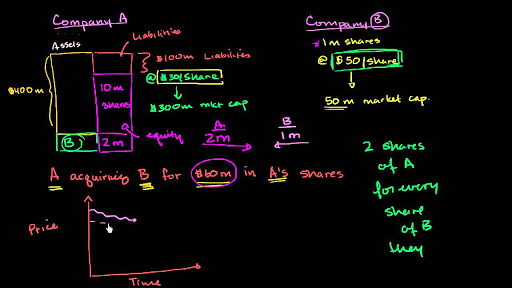 Company A
Assets
Liabilities
$400m
$100m Liabilities
10m
shares
@ $30/share
$300m mkt cap
(B)
2m
equity
A
2m
B
1m
Company B
1m shares
@ $50/share
50m market cap.
A acquiring B for $60m in A's shares
2 shares
of A
for every
share
of B
they
Price
Time